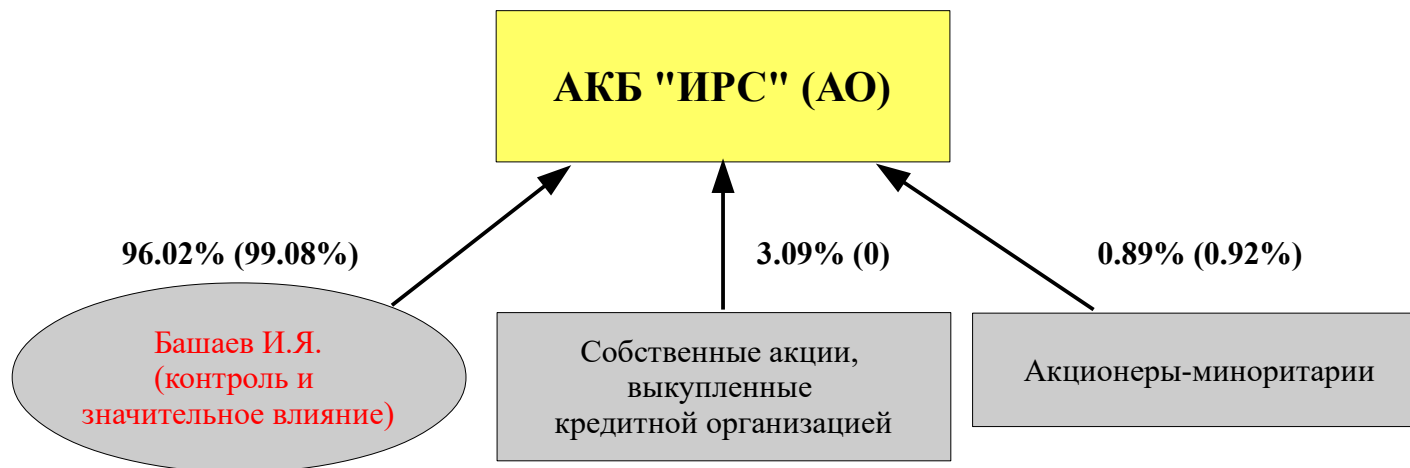 АКБ "ИРС" (АО)
96.02% (99.08%)
3.09% (0)
0.89% (0.92%)
Башаев И.Я.
(контроль и
значительное влияние)
Собственные акции,
выкупленные
кредитной организацией
Акционеры-миноритарии